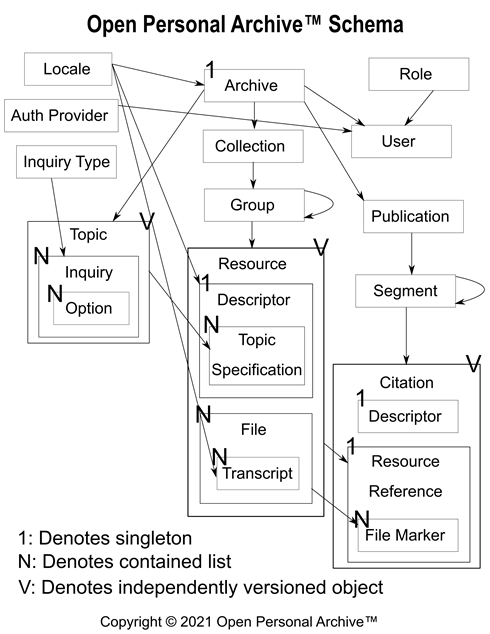 Open Personal Archive™ Schema
Locale
1
Archive
Role
Auth Provider
User
Collection
Inquiry Type
Group
Publication
V
Topic
N
Inquiry
N
Option
V
Resource
1
Descriptor
N
Topic
Specification
N
File
N
Transcript
Segment
V
Citation
1
Descriptor
1
Resource
Reference
N
File Marker
1: Denotes singleton
N: Denotes contained list
V: Denotes independently versioned object
Copyright © 2021 Open Personal Archive™